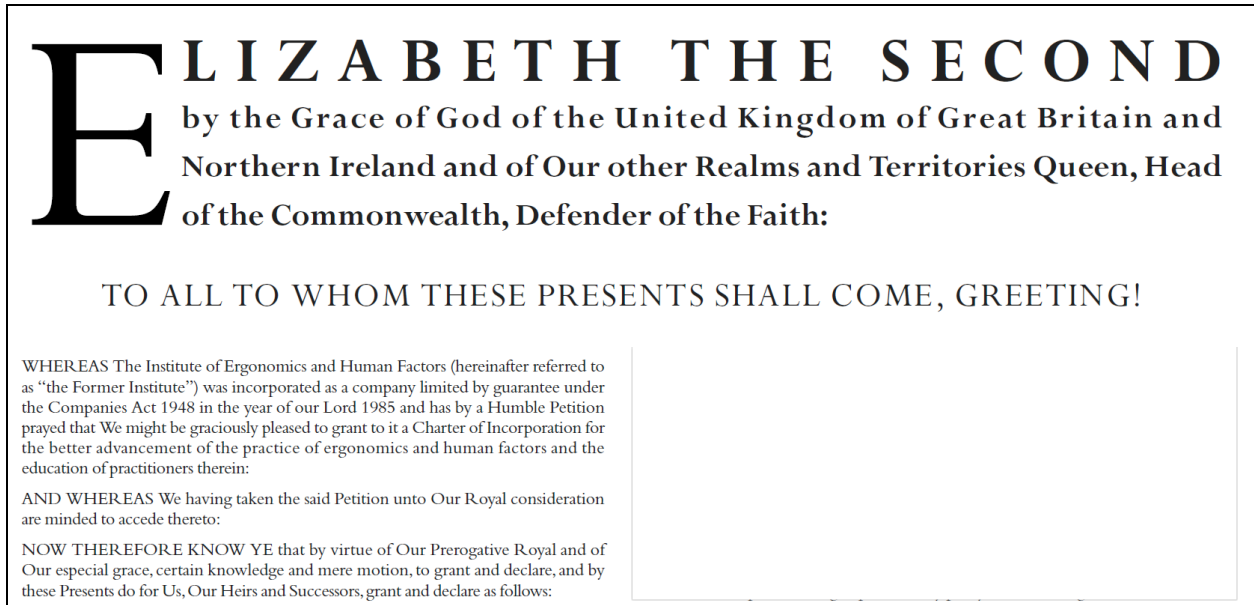 ELIZABETH THE SECOND
by the Grace of God of the United Kingdom of Great Britain and
Northern Ireland and of Our other Realms and Territories Queen, Head
of the Commonwealth, Defender of the Faith:
TO ALL TO WHOM THESE PRESENTS SHALL COME, GREETING!
WHEREAS The Institute of Ergonomics and Human Factors (hereinafter referred to
as “the Former Institute”) was incorporated as a company limited by guarantee under
the Companies Act 1948 in the year of our Lord 1985 and has by a Humble Petition
prayed that We might be graciously pleased to grant to it a Charter of Incorporation for
the better advancement of the practice of ergonomics and human factors and the
education of practitioners therein:
AND WHEREAS We having taken the said Petition unto Our Royal consideration
are minded to accede thereto:
NOW THEREFORE KNOW YE that by virtue of Our Prerogative Royal and of
Our especial grace, certain knowledge and mere motion, to grant and declare, and by
these Presents do for Us, Our Heirs and Successors, grant and declare as follows: